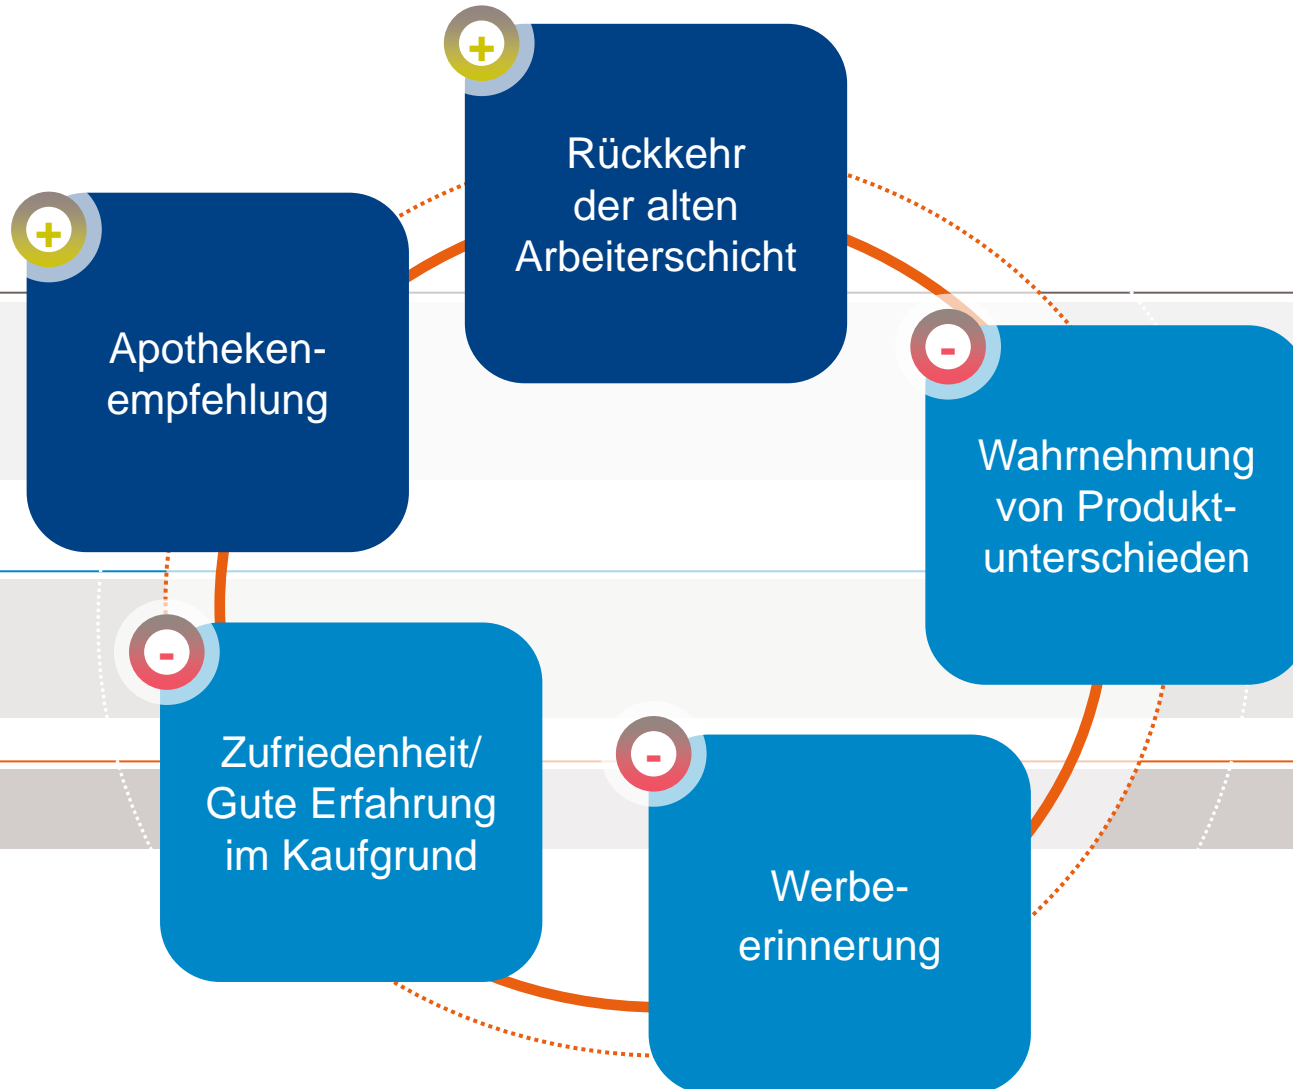 +
Rückkehr
der alten
Arbeiterschicht
+
Apotheken-
empfehlung
-
Wahrnehmung
von Produkt-
unterschieden
-
Zufriedenheit/
Gute Erfahrung
im Kaufgrund
-
Werbe-
erinnerung